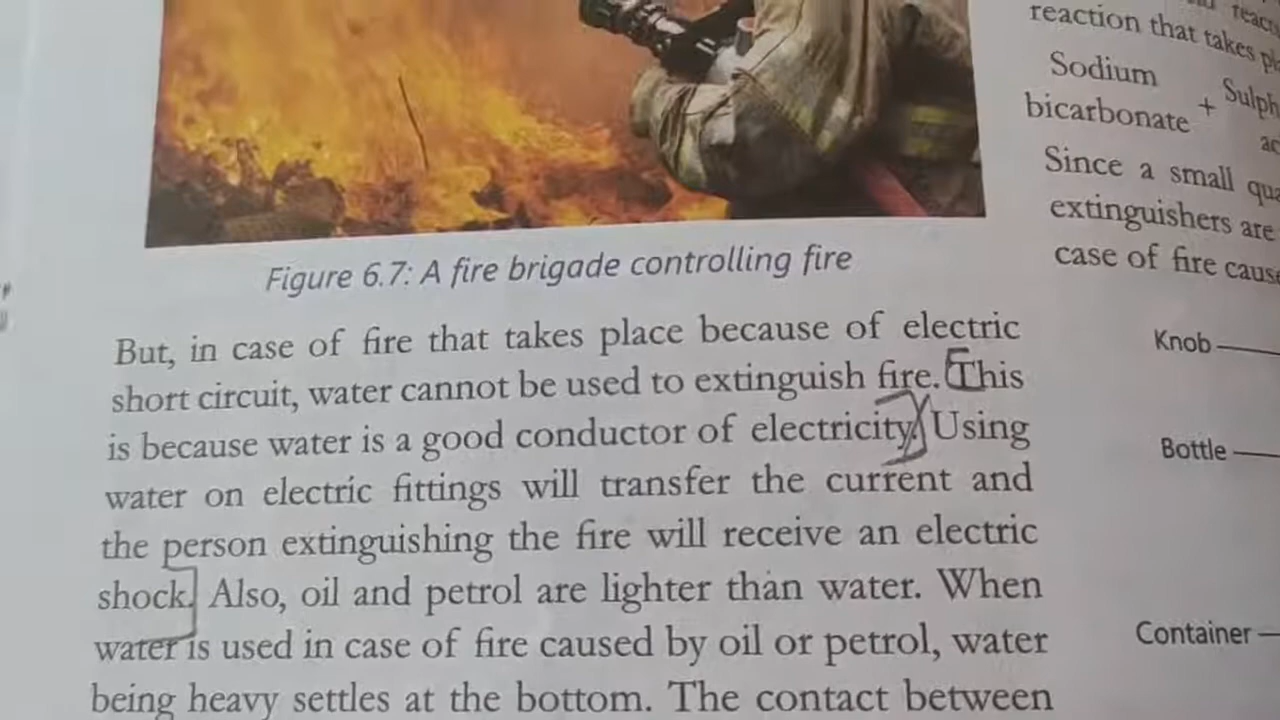 Figure 6.7: A fire brigade controlling fire
But, in case of fire that takes place because of electric
short circuit, water cannot be used to extinguish fire. This
is because water is a good conductor of electricity. Using
water on electric fittings will transfer the current and
the person extinguishing the fire will receive an electric
shock. Also, oil and petrol are lighter than water. When
water is used in case of fire caused by oil or petrol, water
being heavy settles at the bottom. The contact between
reaction that takes
Sodium
bicarbonate +
Since a small
extinguishers are
case of fire
Knob
Bottle
Container